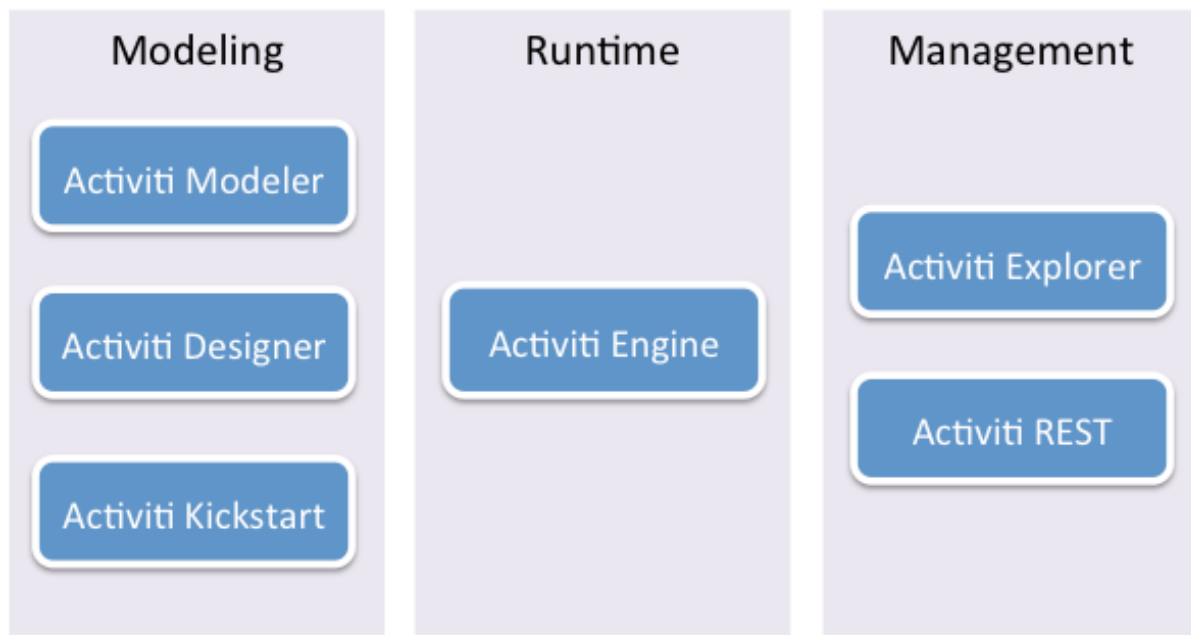 Modeling
Activiti Modeler
Activiti Designer
Activiti Kickstart
Runtime
Activiti Engine
Management
Activiti Explorer
Activiti REST